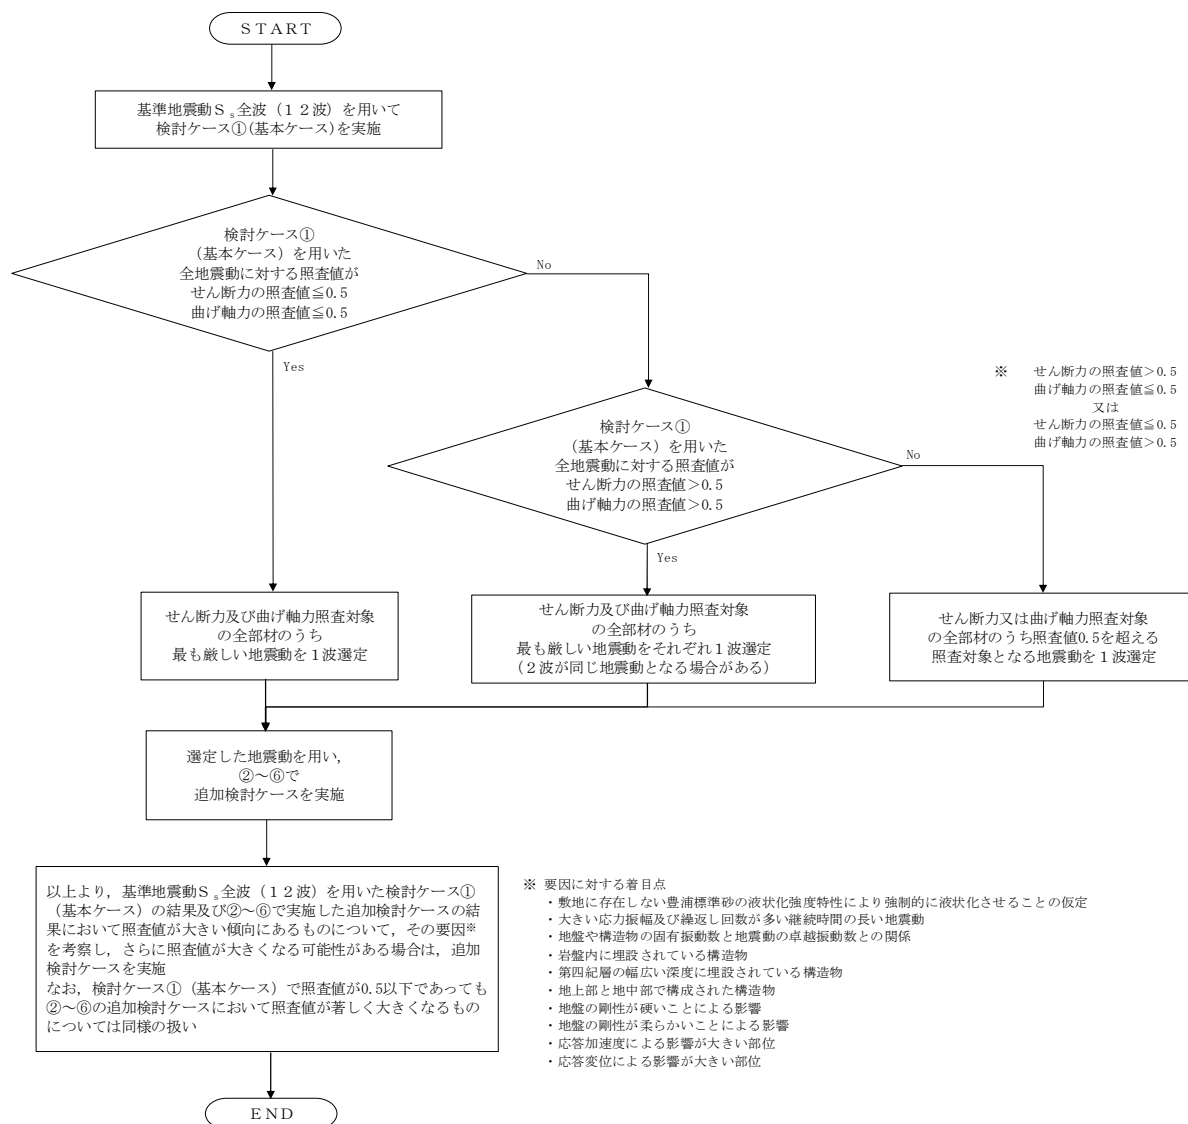 ＳＴＡＲＴ
基準地震動Ｓｓ全波（１２波）を用いて
検討ケース①(基本ケース)を実施
検討ケース①
（基本ケース）を用いた
全地震動に対する照査値が
せん断力の照査値≦0.5
曲げ軸力の照査値≦0.5
No
Yes
※ せん断力の照査値＞0.5
曲げ軸力の照査値≦0.5
又は
せん断力の照査値≦0.5
曲げ軸力の照査値＞0.5
検討ケース①
（基本ケース）を用いた
全地震動に対する照査値が
せん断力の照査値＞0.5
曲げ軸力の照査値＞0.5
No
Yes
せん断力及び曲げ軸力照査対象
の全部材のうち
最も厳しい地震動を１波選定
せん断力及び曲げ軸力照査対象
の全部材のうち
最も厳しい地震動をそれぞれ１波選定
（２波が同じ地震動となる場合がある）
せん断力又は曲げ軸力照査対象
の全部材のうち照査値0.5を超える
照査対象となる地震動を１波選定
選定した地震動を用い，
②～⑥で
追加検討ケースを実施
以上より，基準地震動Ｓｓ全波（１２波）を用いた検討ケース①
（基本ケース）の結果及び②～⑥で実施した追加検討ケースの結
果において照査値が大きい傾向にあるものについて，その要因※
を考察し，さらに照査値が大きくなる可能性がある場合は，追加
検討ケースを実施
なお，検討ケース①（基本ケース）で照査値が0.5以下であっても
②～⑥の追加検討ケースにおいて照査値が著しく大きくなるもの
については同様の扱い
※ 要因に対する着目点
・敷地に存在しない豊浦標準砂の液状化強度特性により強制的に液状化させることの仮定
・大きい応力振幅及び繰返し回数が多い継続時間の長い地震動
・地盤や構造物の固有振動数と地震動の卓越振動数との関係
・岩盤内に埋設されている構造物
・第四紀層の幅広い深度に埋設されている構造物
・地上部と地中部で構成された構造物
・地盤の剛性が硬いことによる影響
・地盤の剛性が柔らかいことによる影響
・応答加速度による影響が大きい部位
・応答変位による影響が大きい部位
ＥＮＤ